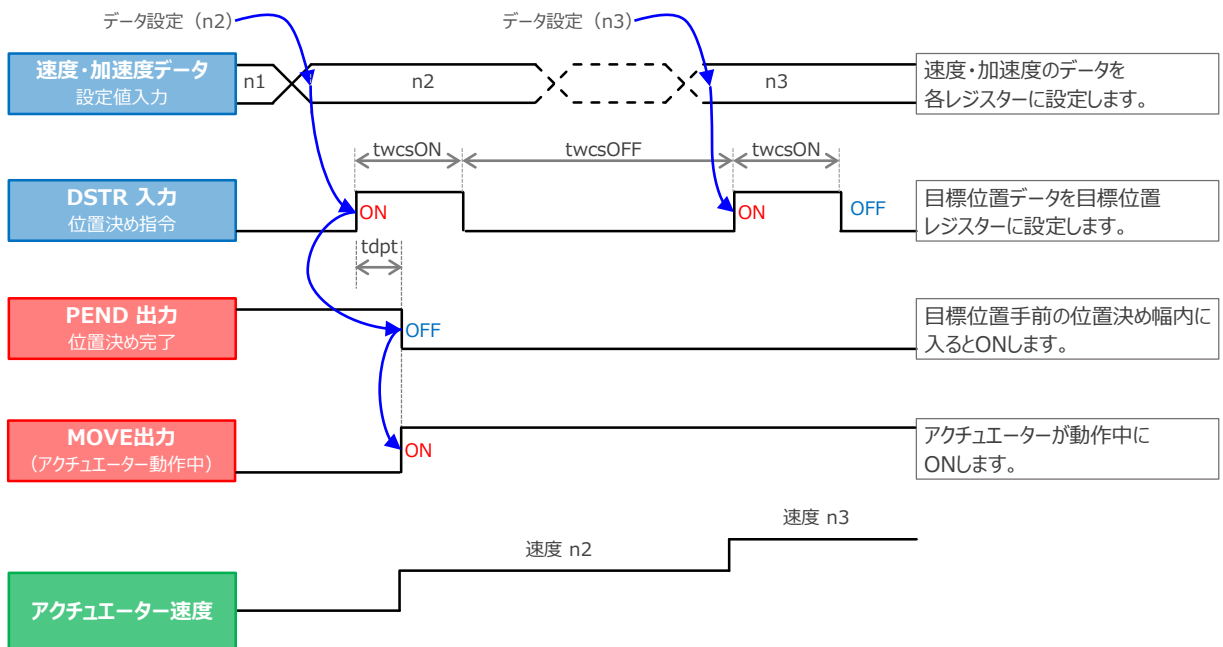 データ設定（n2）
データ設定（n3）
速度・加速度データ
設定値入力
n1
n2
n3
速度・加速度のデータを
各レジスターに設定します。
twcsON
twcsOFF
twcsON
DSTR 入力
位置決め指令
ON
ON
OFF
目標位置データを目標位置
レジスターに設定します。
tdpt
PEND 出力
位置決め完了
OFF
目標位置手前の位置決め幅内に
入るとONします。
MOVE出力
（アクチュエーター動作中）
ON
アクチュエーターが動作中に
ONします。
速度 n3
速度 n2
アクチュエーター速度